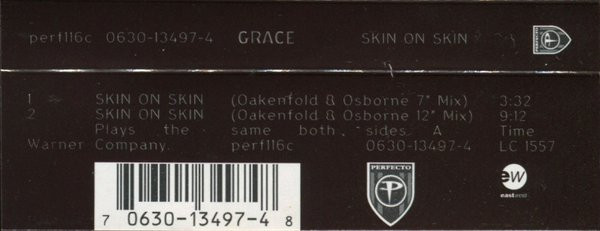 perf116c 0630-13497-4 GRACE SKIN ON SKIN
1 SKIN ON SKIN (Oakenfold & Osborne 7" Mix) 3:32
2 SKIN ON SKIN (Oakenfold & Osborne 12" Mix) 9:12
Plays the same both sides. A Time
Warner Company. perf116c 0630-13497-4 LC 1557
PERFECTO
P
ew
eastwest
7 0630-13497-4 8